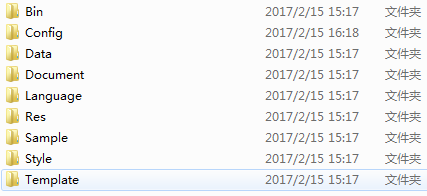 Bin 2017/2/15 15:17 文件夹
Config 2017/2/15 16:18 文件夹
Data 2017/2/15 15:17 文件夹
Document 2017/2/15 15:17 文件夹
Language 2017/2/15 15:17 文件夹
Res 2017/2/15 15:17 文件夹
Sample 2017/2/15 15:17 文件夹
Style 2017/2/15 15:17 文件夹
Template 2017/2/15 15:17 文件夹